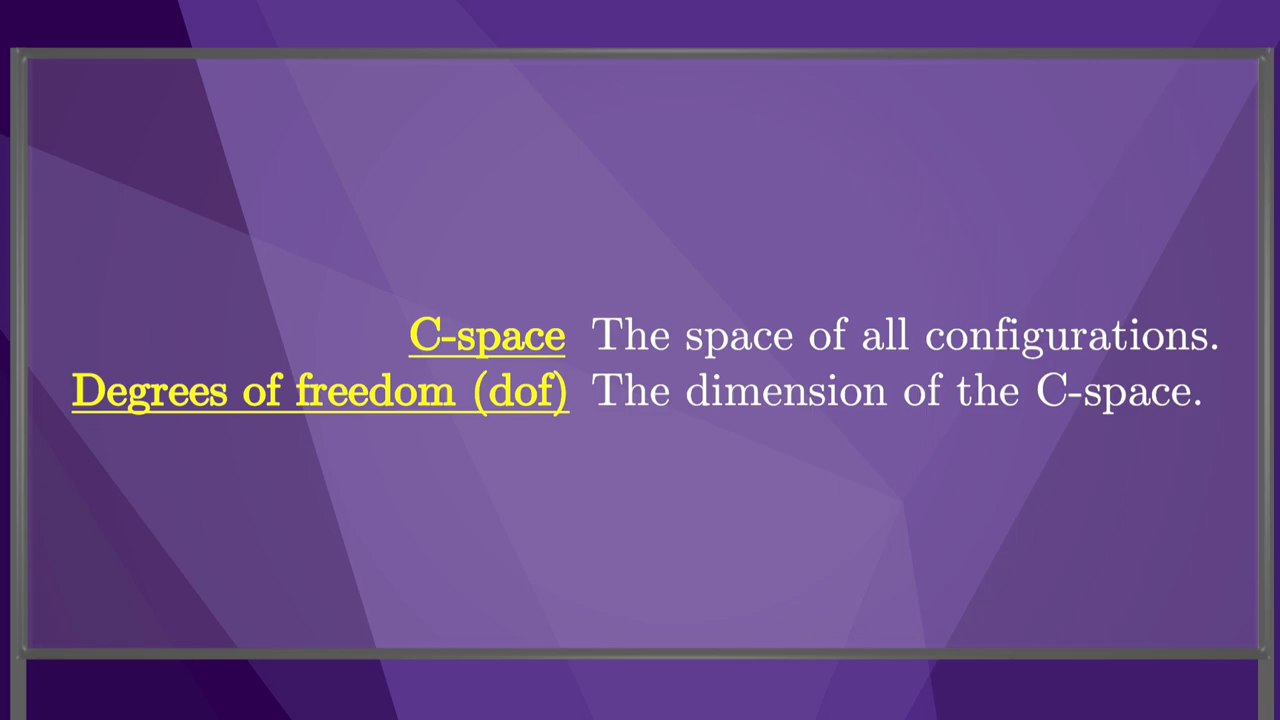 C-space The space of all configurations.
Degrees of freedom (dof) The dimension of the C-space.